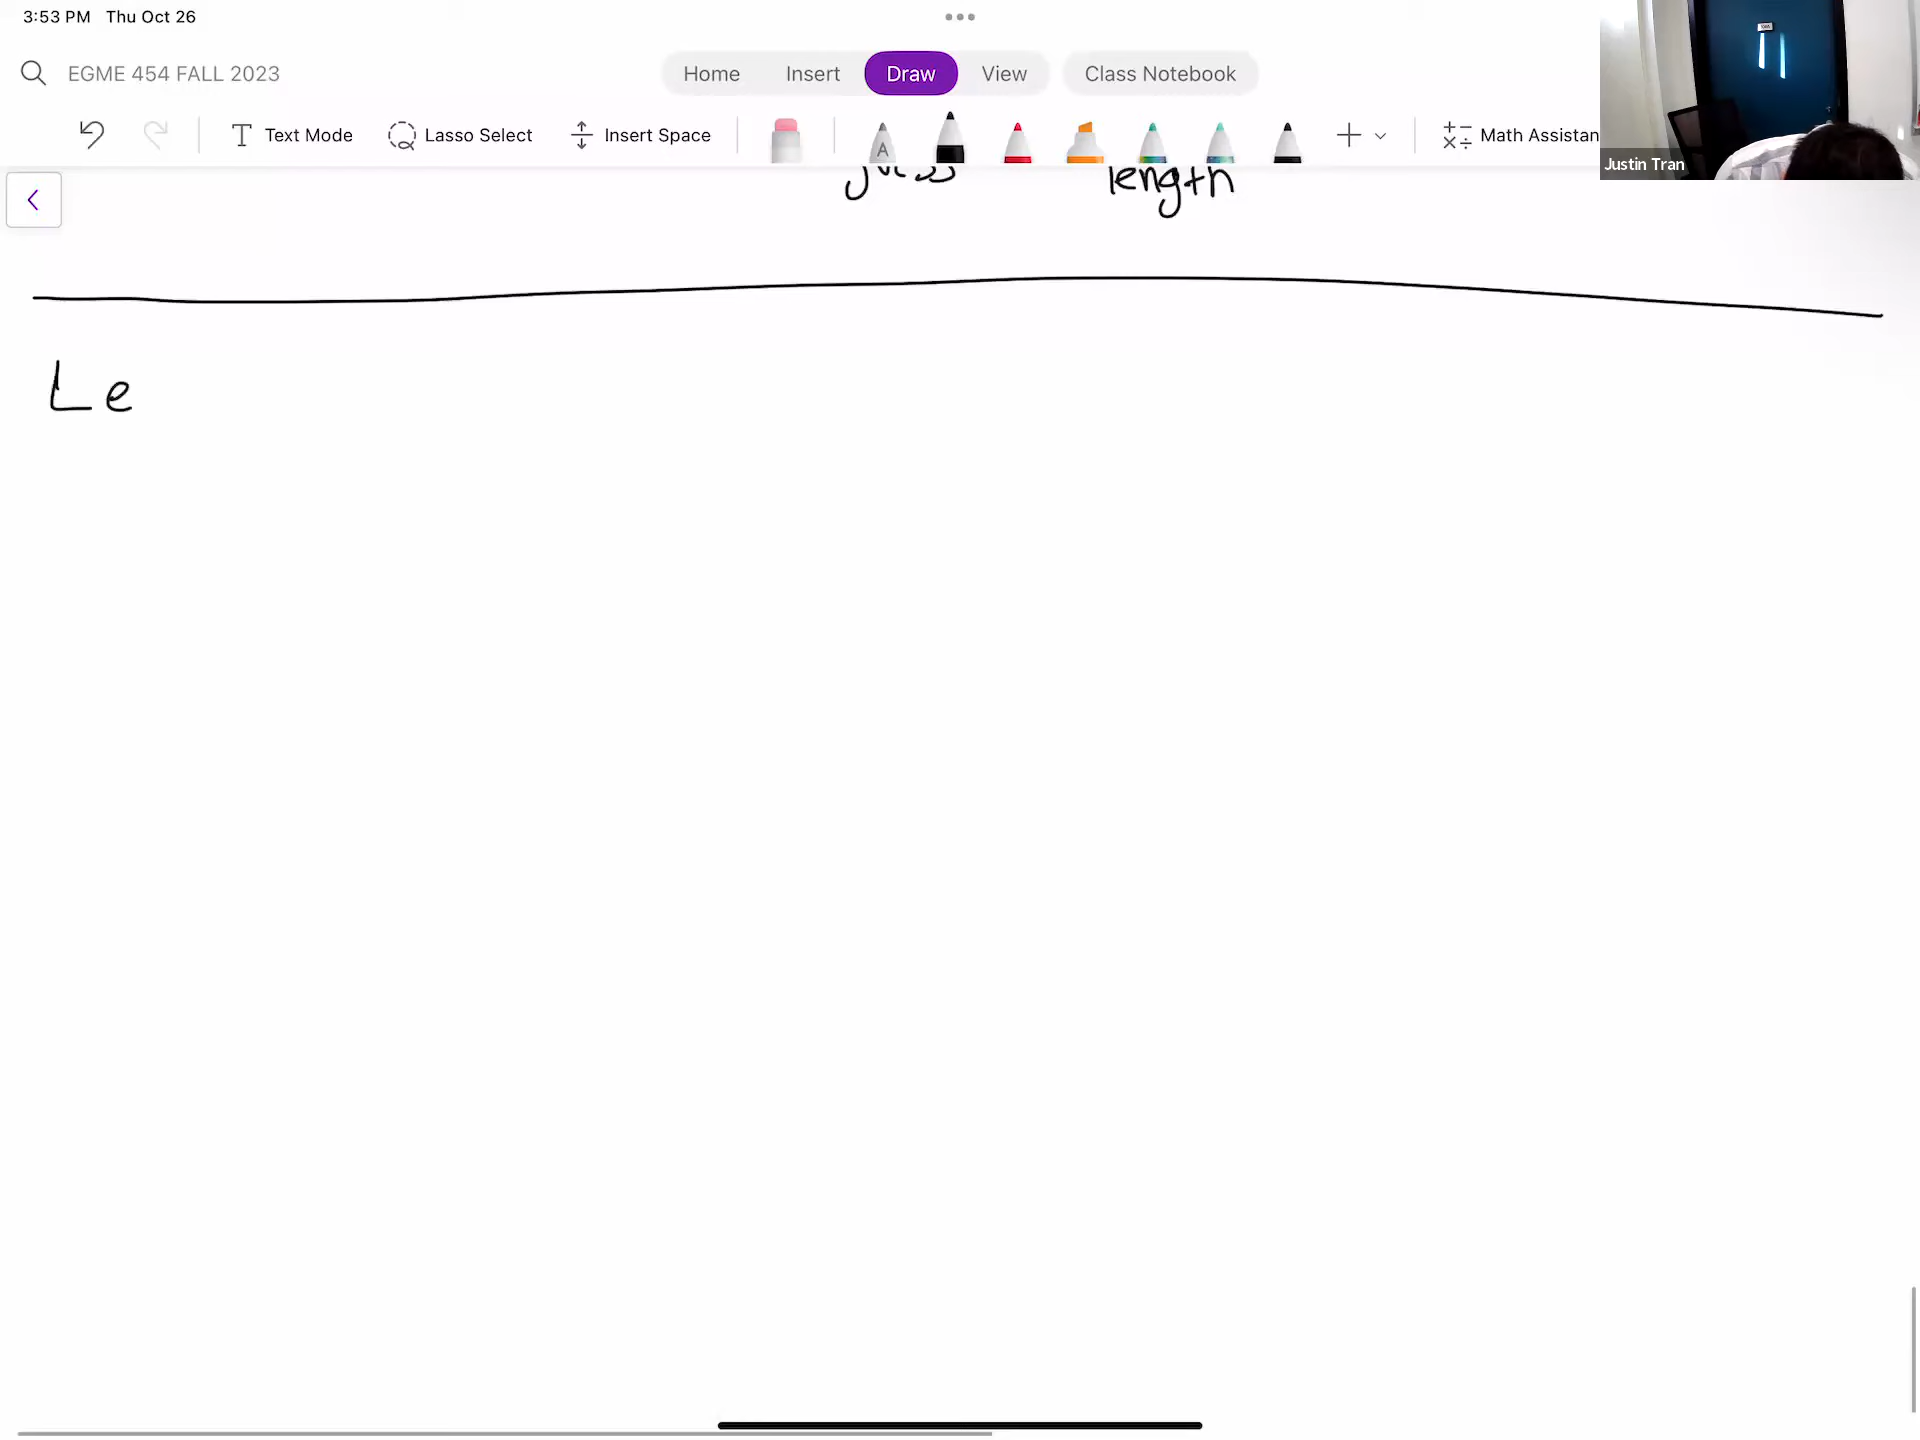 3:53 PM Thu Oct 26
EGME 454 FALL 2023
Home Insert Draw View Class Notebook
Text Mode Lasso Select Insert Space A Math Assistan
Justin Tran
length
Le